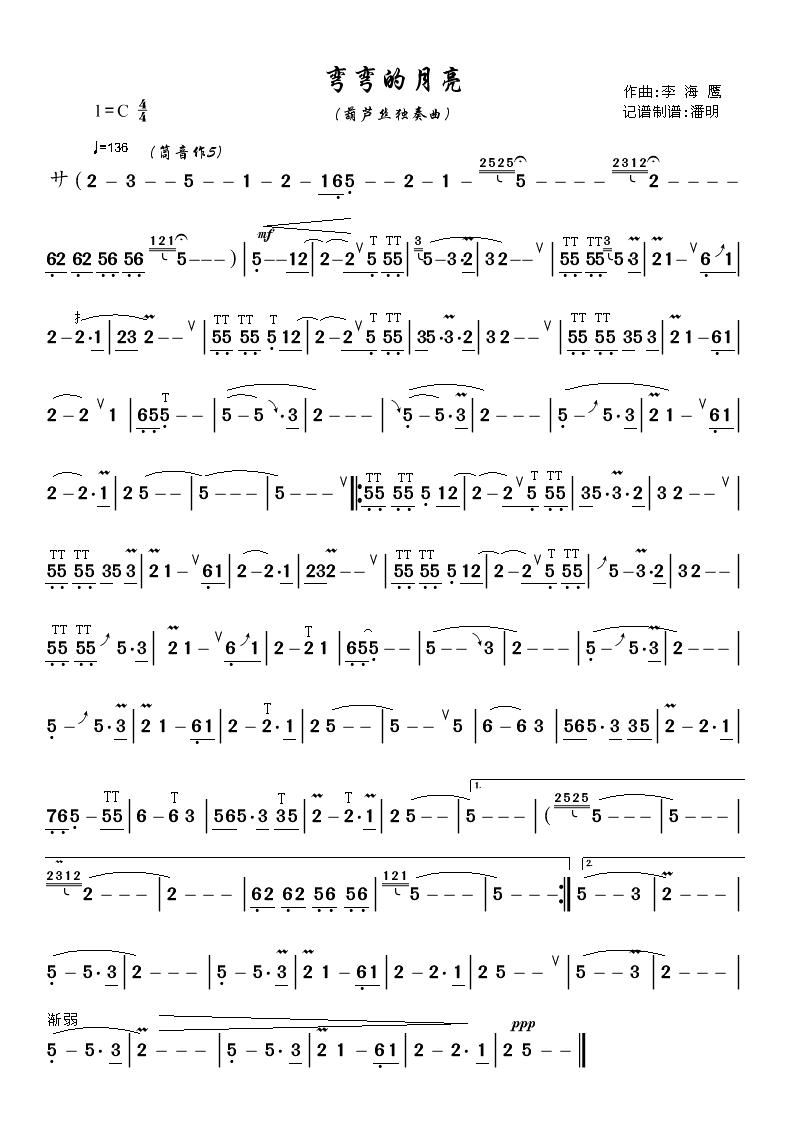 弯弯的月亮
作曲:李 海 鹰
1=C 4/4
(葫芦丝独奏曲)
记谱制谱:潘明
♩=136 (筒音作5)
サ ( 2 – 3 – – 5 – – 1 – 2 – 165 – – 2 – 1 – 2525 5 – – – – 2312 2 – – – –
62 62 56 56 121 5 – – – ) | mf 5 – – 12 | 2 – 2 V 5 55 | 3 5 – 3 · 2 | 3 2 – – V | 55 55 3 5 · 3 | 2 1 – V 6 1 |
2 – 2 · 1 | 23 2 – – V | 55 55 5 12 | 2 – 2 V 5 55 | 35 · 3 · 2 | 3 2 – – V | 55 55 35 3 | 2 1 – 61 |
2 – 2 V 1 | 655 – – | 5 – 5 · 3 | 2 – – – | 5 – 5 · 3 | 2 – – – | 5 – 5 · 3 | 2 1 – V 61 |
2 – 2 · 1 | 2 5 – – | 5 – – – | 5 – – – V ‖: 55 55 5 12 | 2 – 2 V 5 55 | 35 · 3 · 2 | 3 2 – – V |
55 55 35 3 | 2 1 – V 61 | 2 – 2 · 1 | 232 – – V | 55 55 5 12 | 2 – 2 V 5 55 | 5 – 3 · 2 | 3 2 – – |
55 55 5 · 3 | 2 1 – V 6 1 | 2 – 2 1 | 655 – – | 5 – – 3 | 2 – – – | 5 – 5 · 3 | 2 – – – |
5 – 5 · 3 | 2 1 – 61 | 2 – 2 · 1 | 2 5 – – | 5 – – V 5 | 6 – 6 3 | 565 · 3 35 | 2 – 2 · 1 |
765 – 55 | 6 – 6 3 | 565 · 3 35 | 2 – 2 · 1 | 2 5 – – | 1. 5 – – – | ( 2525 5 – – – | 5 – – – |
2312 2 – – – | 2 – – – | 62 62 56 56 | 121 5 – – – | 5 – – – :‖ 2. 5 – – 3 | 2 – – – |
5 – 5 · 3 | 2 – – – | 5 – 5 · 3 | 2 1 – 61 | 2 – 2 · 1 | 2 5 – – V | 5 – – 3 | 2 – – – |
渐弱 ppp
5 – 5 · 3 | 2 – – – | 5 – 5 · 3 | 2 1 – 61 | 2 – 2 · 1 | 2 5 – – ‖